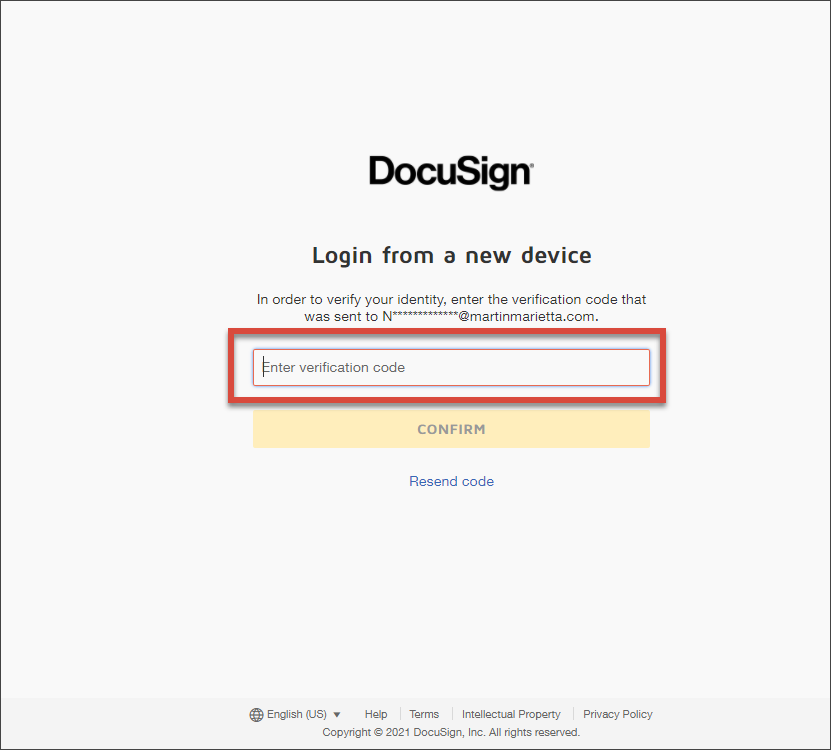 DocuSign®
Login from a new device
In order to verify your identity, enter the verification code that
was sent to N*************@martinmarietta.com.
Enter verification code
CONFIRM
Resend code
English (US) ▼ Help Terms Intellectual Property Privacy Policy
Copyright © 2021 DocuSign, Inc. All rights reserved.